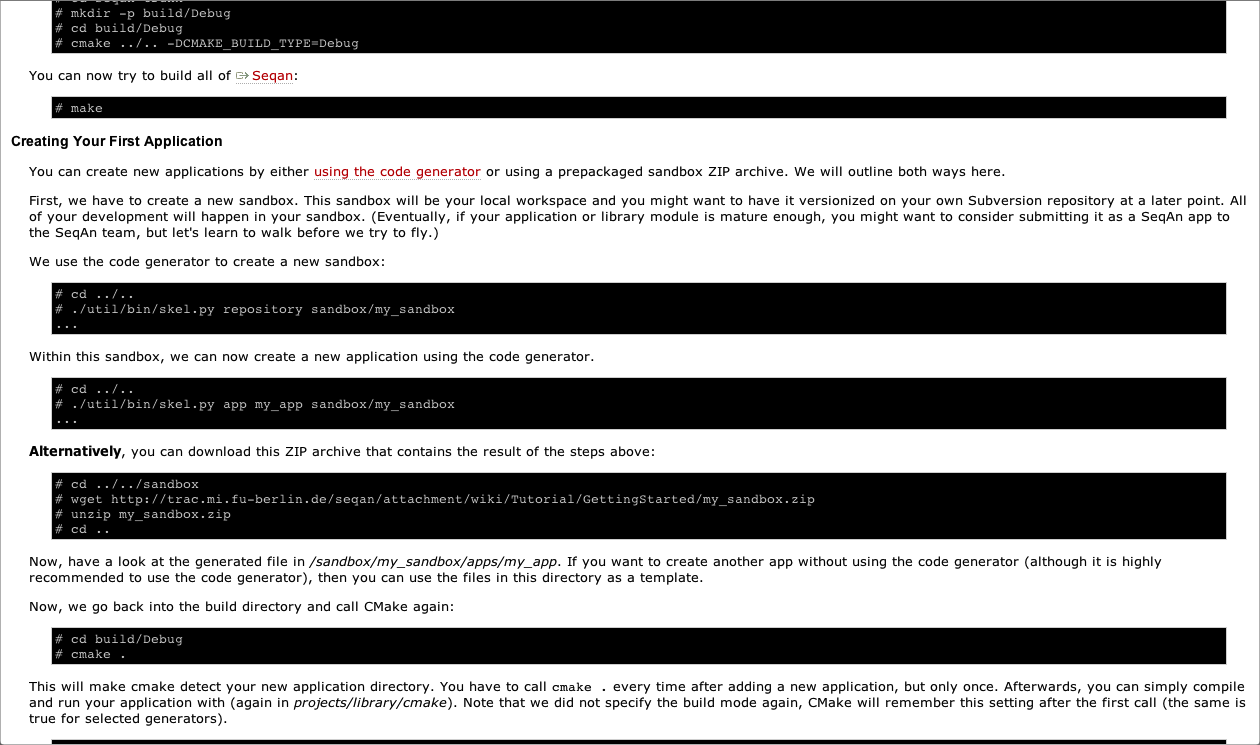 # mkdir -p build/Debug
# cd build/Debug
# cmake ../.. -DCMAKE_BUILD_TYPE=Debug
You can now try to build all of Seqan:
# make
Creating Your First Application
You can create new applications by either using the code generator or using a prepackaged sandbox ZIP archive. We will outline both ways here.
First, we have to create a new sandbox. This sandbox will be your local workspace and you might want to have it versionized on your own Subversion repository at a later point. All
of your development will happen in your sandbox. (Eventually, if your application or library module is mature enough, you might want to consider submitting it as a SeqAn app to
the SeqAn team, but let's learn to walk before we try to fly.)
We use the code generator to create a new sandbox:
# cd ../..
# ./util/bin/skel.py repository sandbox/my_sandbox
...
Within this sandbox, we can now create a new application using the code generator.
# cd ../..
# ./util/bin/skel.py app my_app sandbox/my_sandbox
...
Alternatively, you can download this ZIP archive that contains the result of the steps above:
# cd ../../sandbox
# wget http://trac.mi.fu-berlin.de/seqan/attachment/wiki/Tutorial/GettingStarted/my_sandbox.zip
# unzip my_sandbox.zip
# cd ..
Now, have a look at the generated file in /sandbox/my_sandbox/apps/my_app. If you want to create another app without using the code generator (although it is highly
recommended to use the code generator), then you can use the files in this directory as a template.
Now, we go back into the build directory and call CMake again:
# cd build/Debug
# cmake .
This will make cmake detect your new application directory. You have to call cmake . every time after adding a new application, but only once. Afterwards, you can simply compile
and run your application with (again in projects/library/cmake). Note that we did not specify the build mode again, CMake will remember this setting after the first call (the same is
true for selected generators).